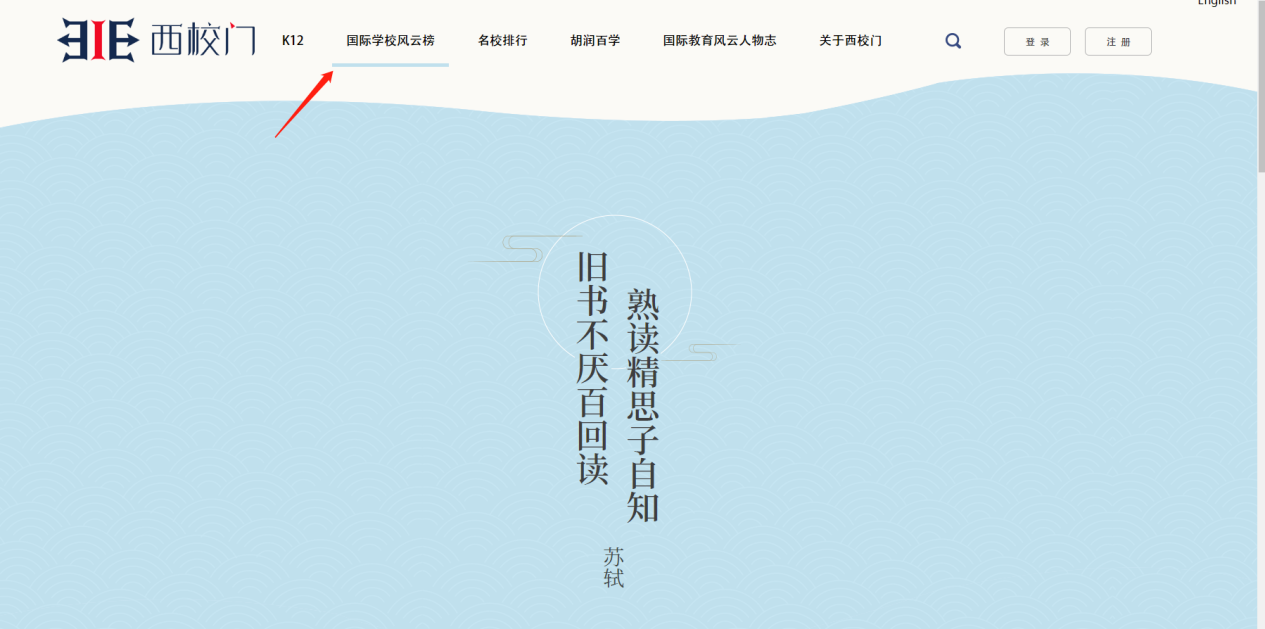 English
西校门
K12
国际学校风云榜
名校排行
胡润百学
国际教育风云人物志
关于西校门
登 录
注 册
旧书不厌百回读
熟读精思子自知
苏轼